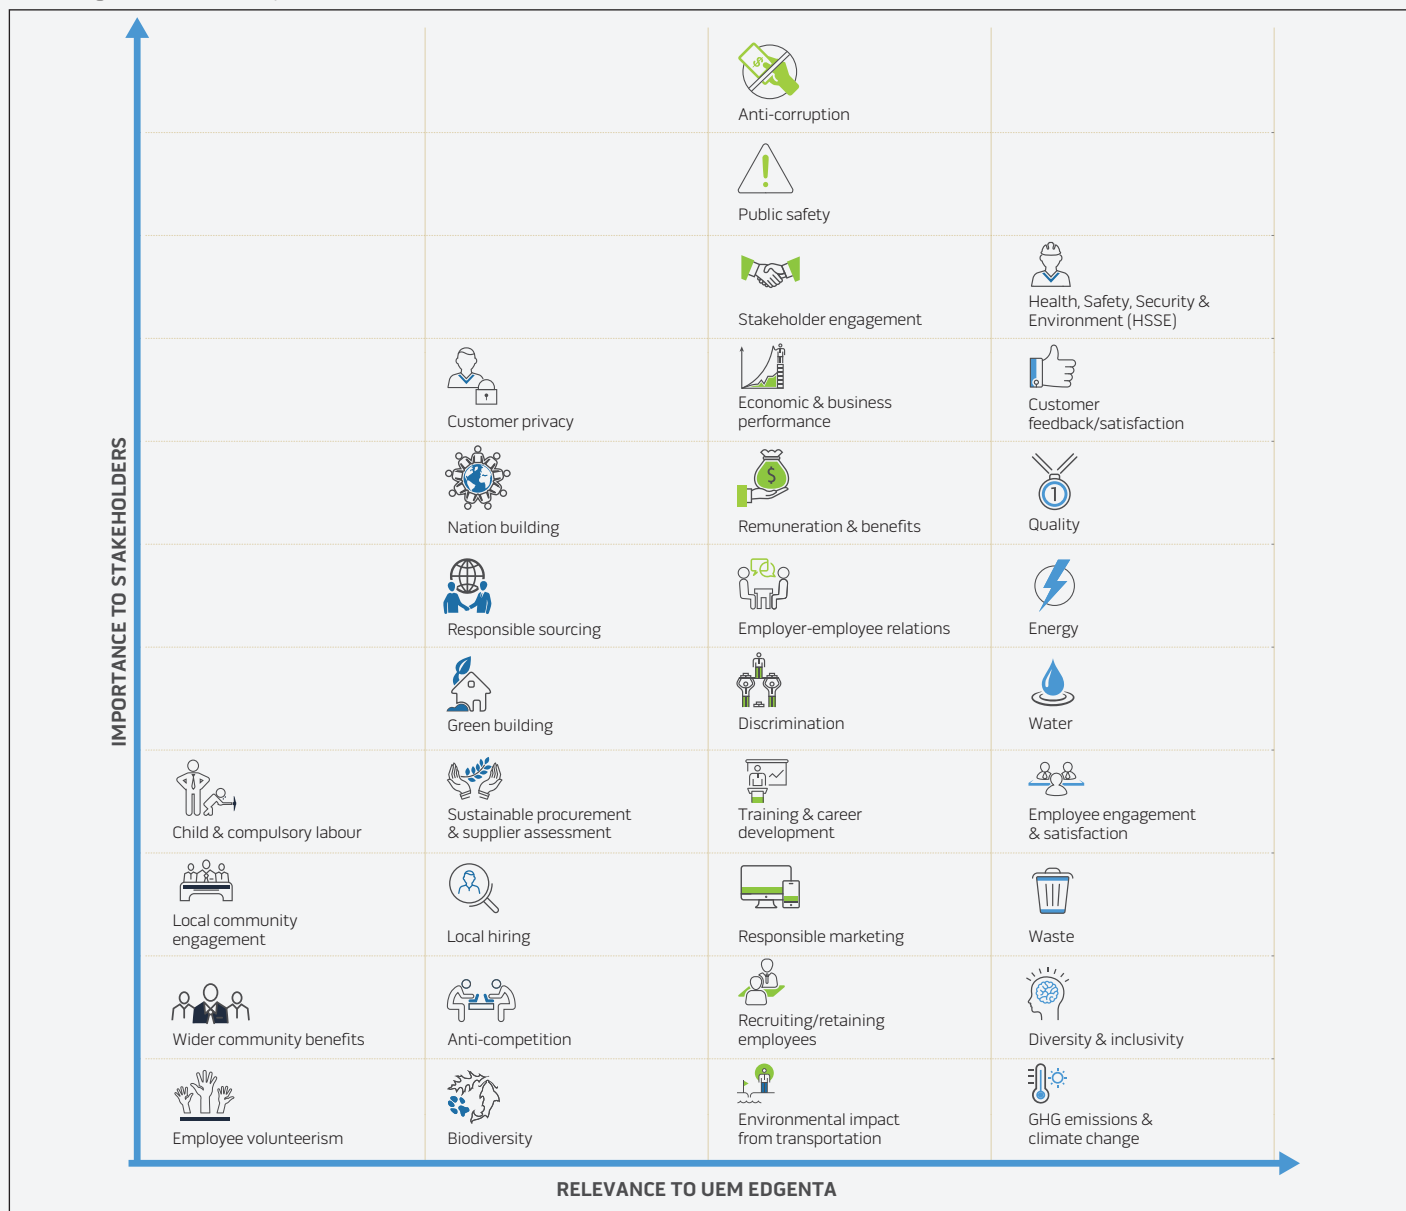 Anti-corruption
Public safety
Stakeholder engagement
Health, Safety, Security &
Environment (HSSE)
Customer privacy
Economic & business
performance
Customer
feedback/satisfaction
Nation building
Remuneration & benefits
Quality
1
$
Responsible sourcing
Employer-employee relations
Energy
Green building
Discrimination
Water
Child & compulsory labour
Sustainable procurement
& supplier assessment
Training & career
development
Employee engagement
& satisfaction
Local community
engagement
Local hiring
Responsible marketing
Waste
Wider community benefits
Anti-competition
Recruiting/retaining
employees
Diversity & inclusivity
Employee volunteerism
Biodiversity
Environmental impact
from transportation
GHG emissions &
climate change
IMPORTANCE TO STAKEHOLDERS
RELEVANCE TO UEM EDGENTA